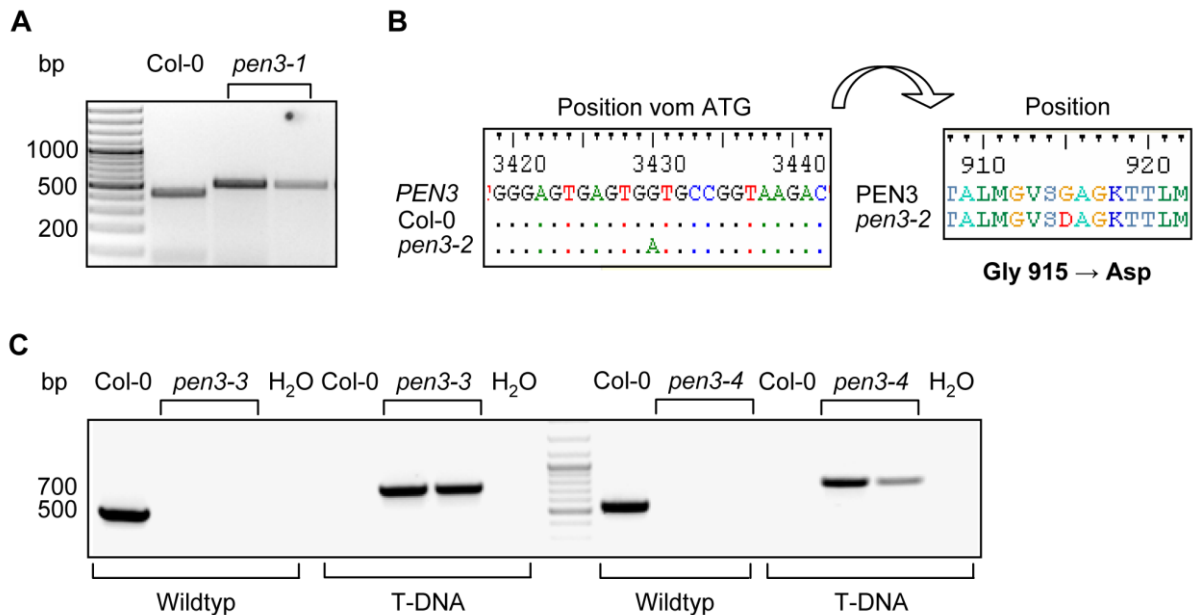 A
bp Col-0 pen3-1
1000
500
200
B
Position vom ATG
3420 3430 3440
PEN3 GGGAGTGAGTGGTGCCGGTAAGAC
Col-0
pen3-2 A
Position
910 920
PEN3 TALMGVSGAGKTTLM
pen3-2 TALMGVSDAGKTTLM
Gly 915 → Asp
C
bp Col-0 pen3-3 H₂O Col-0 pen3-3 H₂O Col-0 pen3-4 Col-0 pen3-4 H₂O
700
500
Wildtyp T-DNA Wildtyp T-DNA